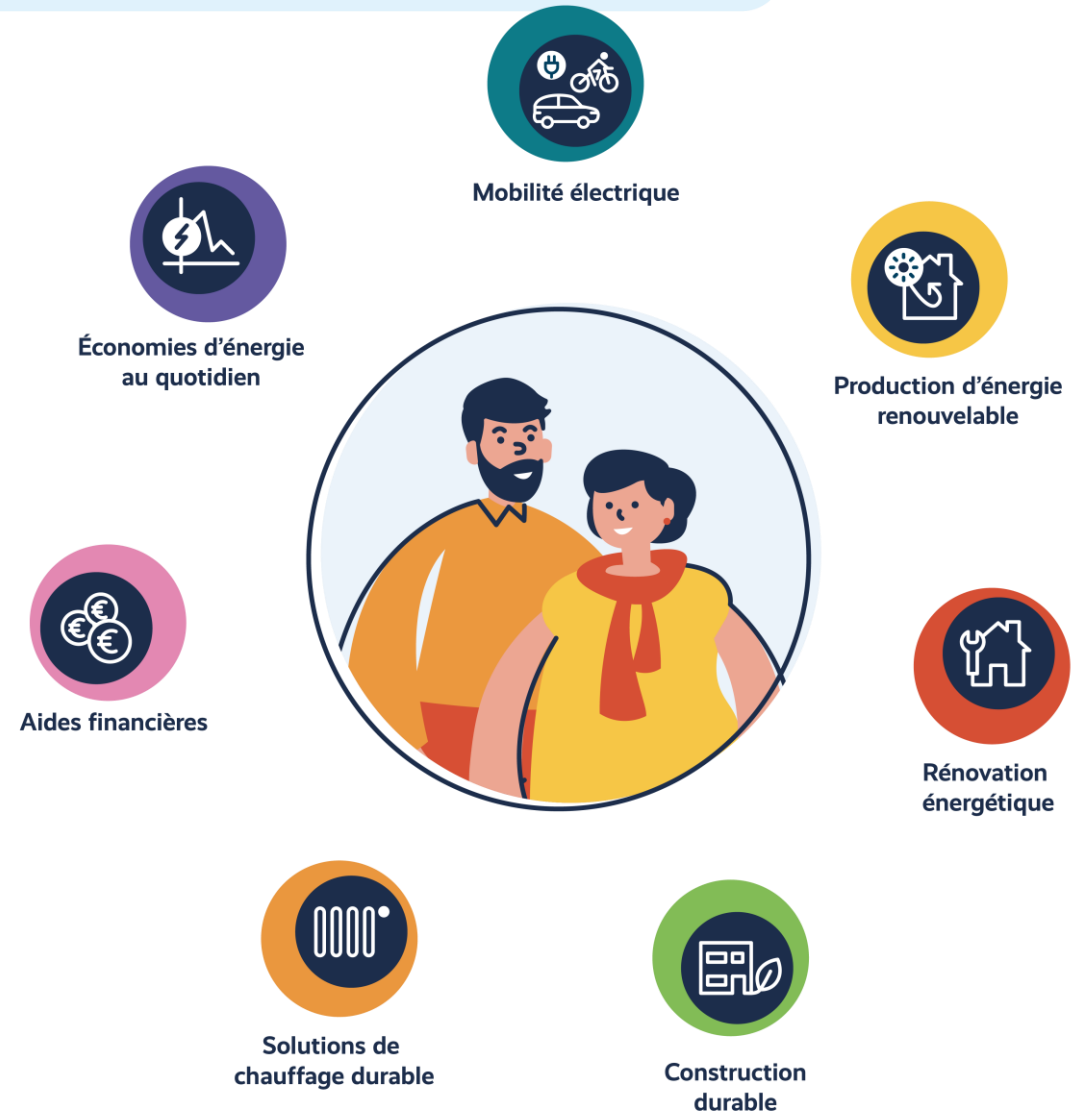 Mobilité électrique
Économies d'énergie
au quotidien
Production d'énergie
renouvelable
Aides financières
Rénovation
énergétique
Solutions de
chauffage durable
Construction
durable